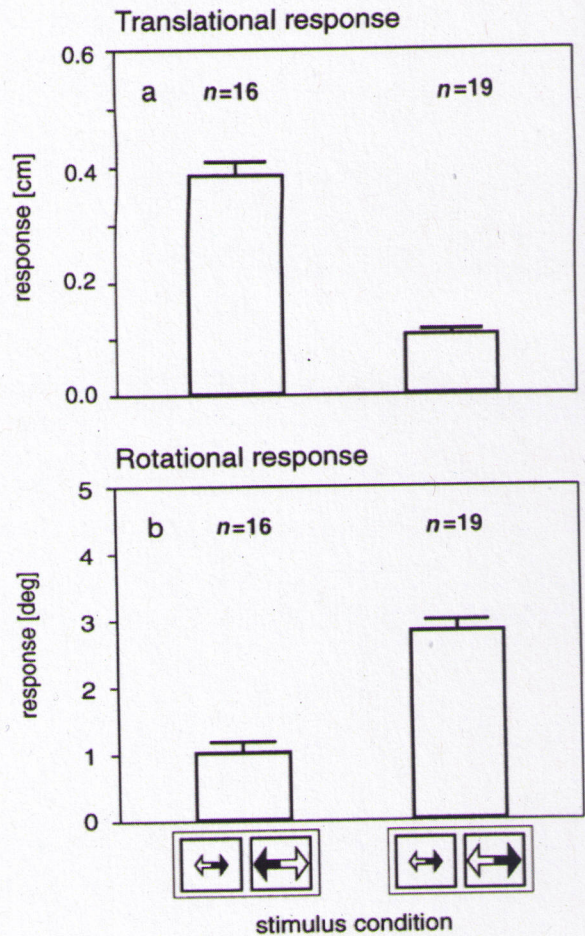 Translational response
0.6
a n=16 n=19
0.4
0.2
0.0
response [cm]
Rotational response
5
b n=16 n=19
4
3
2
1
0
response [deg]
stimulus condition